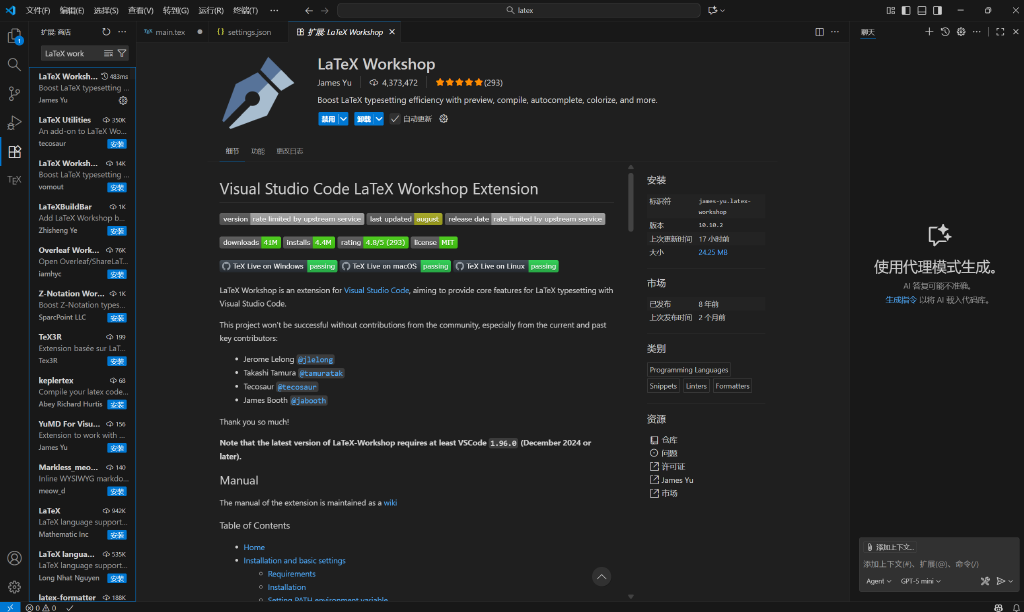 文件(F) 编辑(E) 选择(S) 查看(V) 转到(G) 运行(R) 终端(T) ··· latex
扩展: 商店
main.tex settings.json 扩展: LaTeX Workshop
LaTeX work
LaTeX Worksh... 483ms
Boost LaTeX typesetting ...
James Yu
LaTeX Utilities 350K
An add-on to LaTeX Wo...
tecosaur 安装
LaTeX Worksh... 14K
Boost LaTeX typesetting ...
vomout 安装
LaTeXBuildBar 1K
Add LaTeX Workshop b...
Zhisheng Ye 安装
Overleaf Work... 76K
Open Overleaf/ShareLaT...
iamhyc 安装
Z-Notation Wor... 1K
Boost Z-Notation types...
SparcPoint LLC 安装
TeX3R 199
Extension basée su LaT...
Tex3R 安装
keplertex 68
Compile your latex code...
Abey Richard Hurtis 安装
YuMD For Visu... 156
Extension to work with ...
James Yu 安装
Markless_meo... 140
Inline WYSIWYG markdo...
meow_d 安装
LaTeX 942K
LaTeX language support...
Mathematic Inc 安装
LaTeX langua... 535K
LaTeX language support...
Long Nhat Nguyen 安装
latex-formatter 188K
TeX
1
0 0
LaTeX Workshop
James Yu 4,373,472 (293)
Boost LaTeX typesetting efficiency with preview, compile, autocomplete, colorize, and more.
禁用 卸载 自动更新
细节 功能 更改日志
Visual Studio Code LaTeX Workshop Extension
version rate limited by upstream service last updated august release date rate limited by upstream service
downloads 41M installs 4.4M rating 4.8/5 (293) license MIT
TeX Live on Windows passing TeX Live on macOS passing TeX Live on Linux passing
LaTeX Workshop is an extension for Visual Studio Code, aiming to provide core features for LaTeX typesetting with
Visual Studio Code.
This project won't be successful without contributions from the community, especially from the current and past
key contributors:
• Jerome Lelong @jlelong
• Takashi Tamura @tamuratak
• Tecosaur @tecosaur
• James Booth @jabooth
Thank you so much!
Note that the latest version of LaTeX-Workshop requires at least VSCode 1.96.0 (December 2024 or
later).
Manual
The manual of the extension is maintained as a wiki
Table of Contents
• Home
• Installation and basic settings
◦ Requirements
◦ Installation
◦ Setting PATH environment variable
安装
标识符 james-yu.latex-
workshop
版本 10.10.2
上次更新时间 17 小时前
大小 24.25 MB
市场
已发布 8 年前
上次发布时间 2 个月前
类别
Programming Languages
Snippets Linters Formatters
资源
仓库
问题
许可证
James Yu
市场
聊天
使用代理模式生成。
AI 答复可能不准确。
生成指令 以将 AI 载入代码库。
添加上下文...
添加上下文(#)、扩展(@)、命令(/)
Agent GPT-5 mini